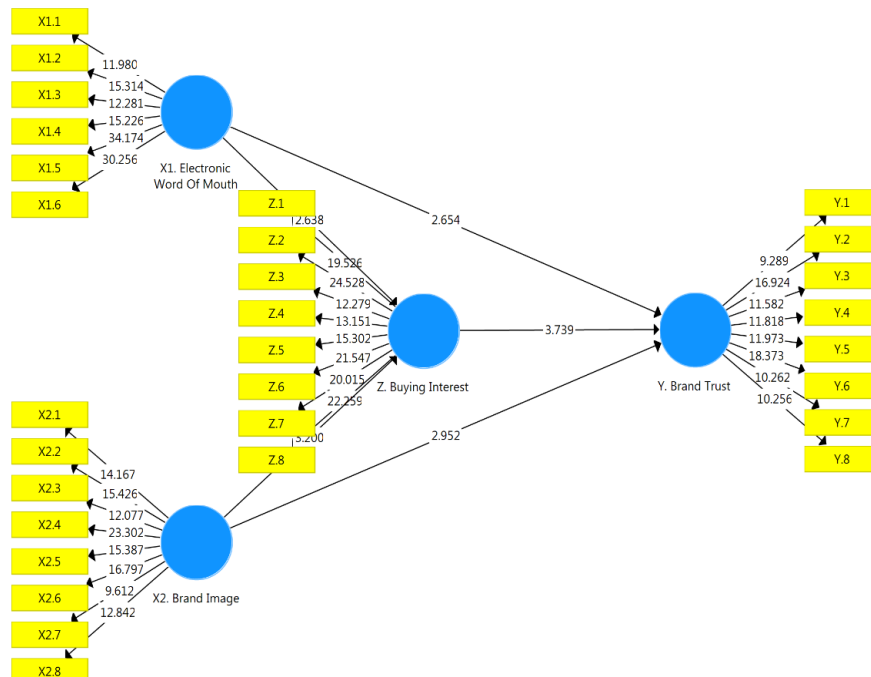 X1.1
X1.2
X1.3
X1.4
X1.5
X1.6
11.980
15.314
12.281
15.226
34.174
30.256
X1. Electronic
Word Of Mouth
Z.1
Z.2
Z.3
Z.4
Z.5
Z.6
Z.7
Z.8
2.638
19.526
24.528
12.279
13.151
15.302
21.547
20.015
22.259
3.200
Z. Buying Interest
2.654
3.739
2.952
Y.1
Y.2
Y.3
Y.4
Y.5
Y.6
Y.7
Y.8
9.289
16.924
11.582
11.818
11.973
18.373
10.262
10.256
Y. Brand Trust
X2.1
X2.2
X2.3
X2.4
X2.5
X2.6
X2.7
X2.8
14.167
15.426
12.077
23.302
15.387
16.797
9.612
12.842
X2. Brand Image